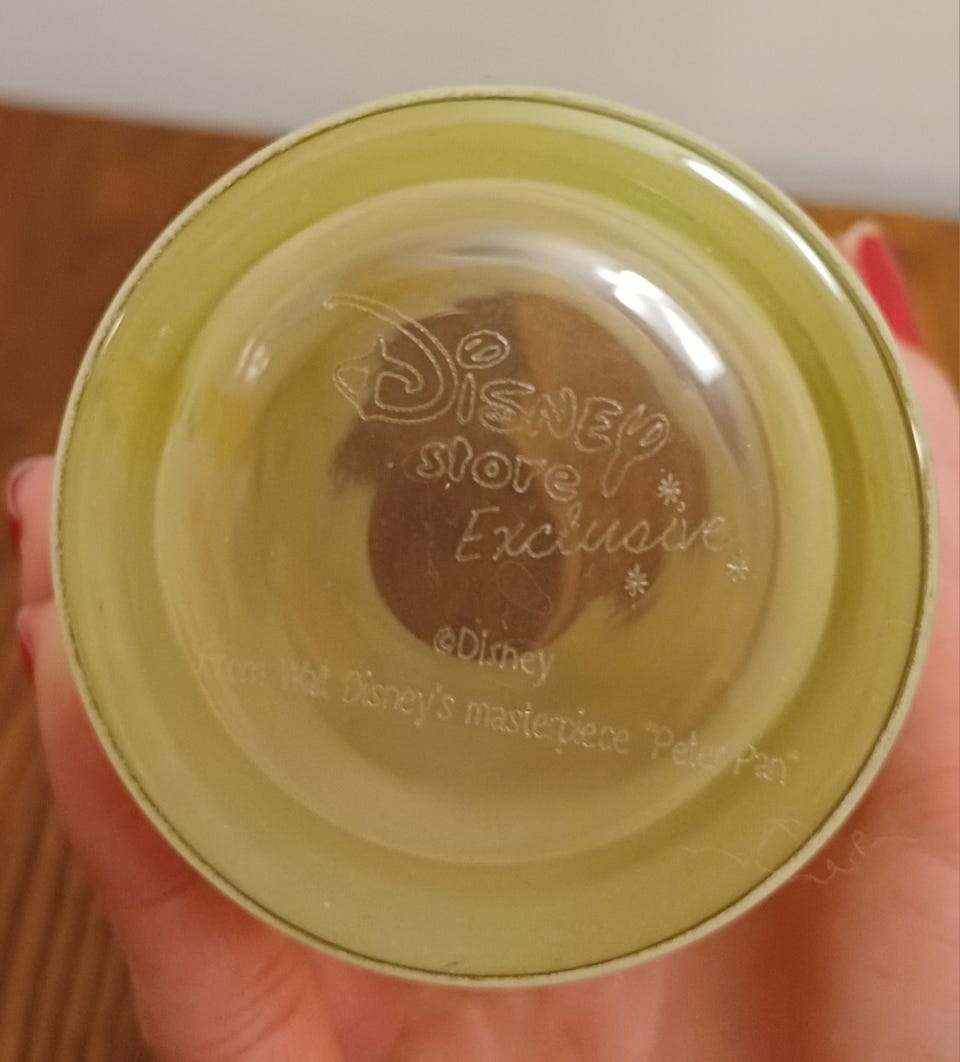 Disney
store
Exclusive
©Disney
From Walt Disney's masterpiece "Peter Pan"